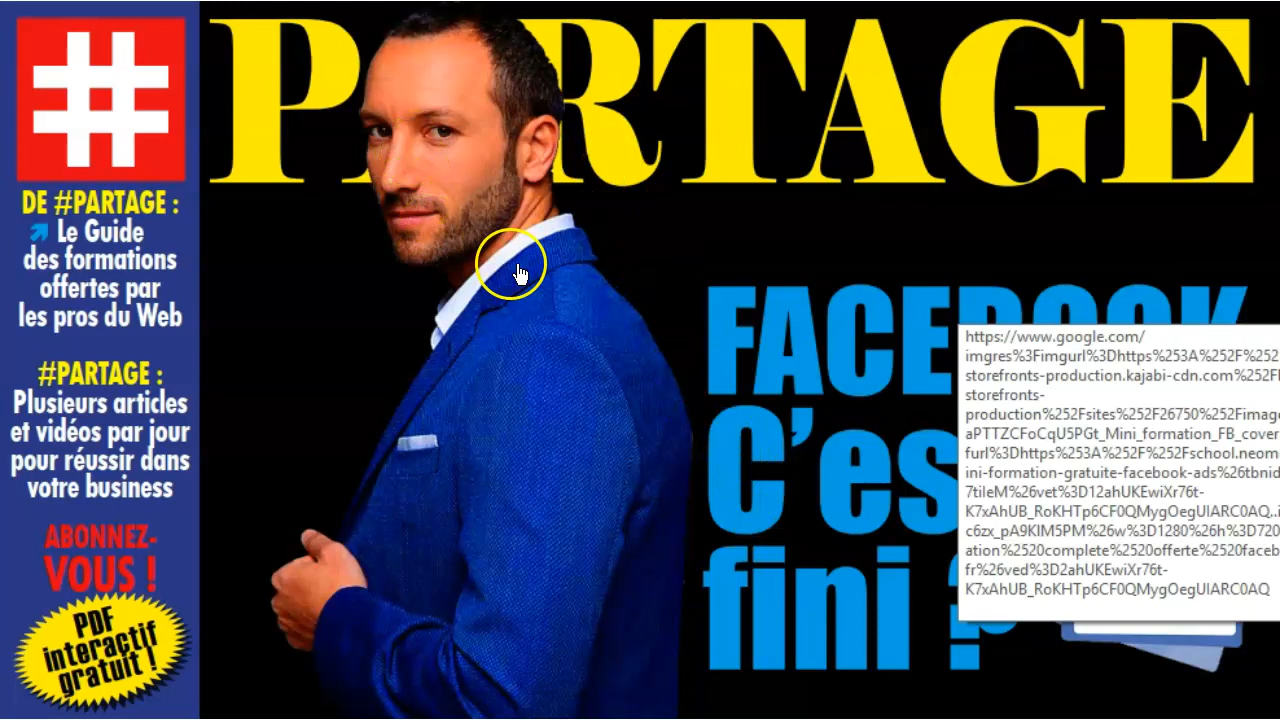 #
PARTAGE
DE #PARTAGE :
Le Guide
des formations
offertes par
les pros du Web
#PARTAGE :
Plusieurs articles
et vidéos par jour
pour réussir dans
votre business
ABONNEZ-
VOUS !
PDF
interactif
gratuit !
FACEBOOK
C'es
fini ?
https://www.google.com/
imgres%3Fimgurl%3Dhttps%253A%252F%252
storefronts-production.kajabi-cdn.com%252F
storefronts-
production%252Fsites%252F26750%252Fimage
aPTTZCFoCqU5PGt_Mini_formation_FB_cover
furl%3Dhttps%253A%252F%252Fschool.neom
ini-formation-gratuite-facebook-ads%26tbnid
7tileM%26vet%3D12ahUKEwiXr76t-
K7xAhUB_RoKHTp6CF0QMygOegUIARC0AQ..i
c6zx_pA9KIM5PM%26w%3D1280%26h%3D720
ation%2520complete%2520offerte%2520faceb
fr%26ved%3D2ahUKEwiXr76t-
K7xAhUB_RoKHTp6CF0QMygOegUIARC0AQ